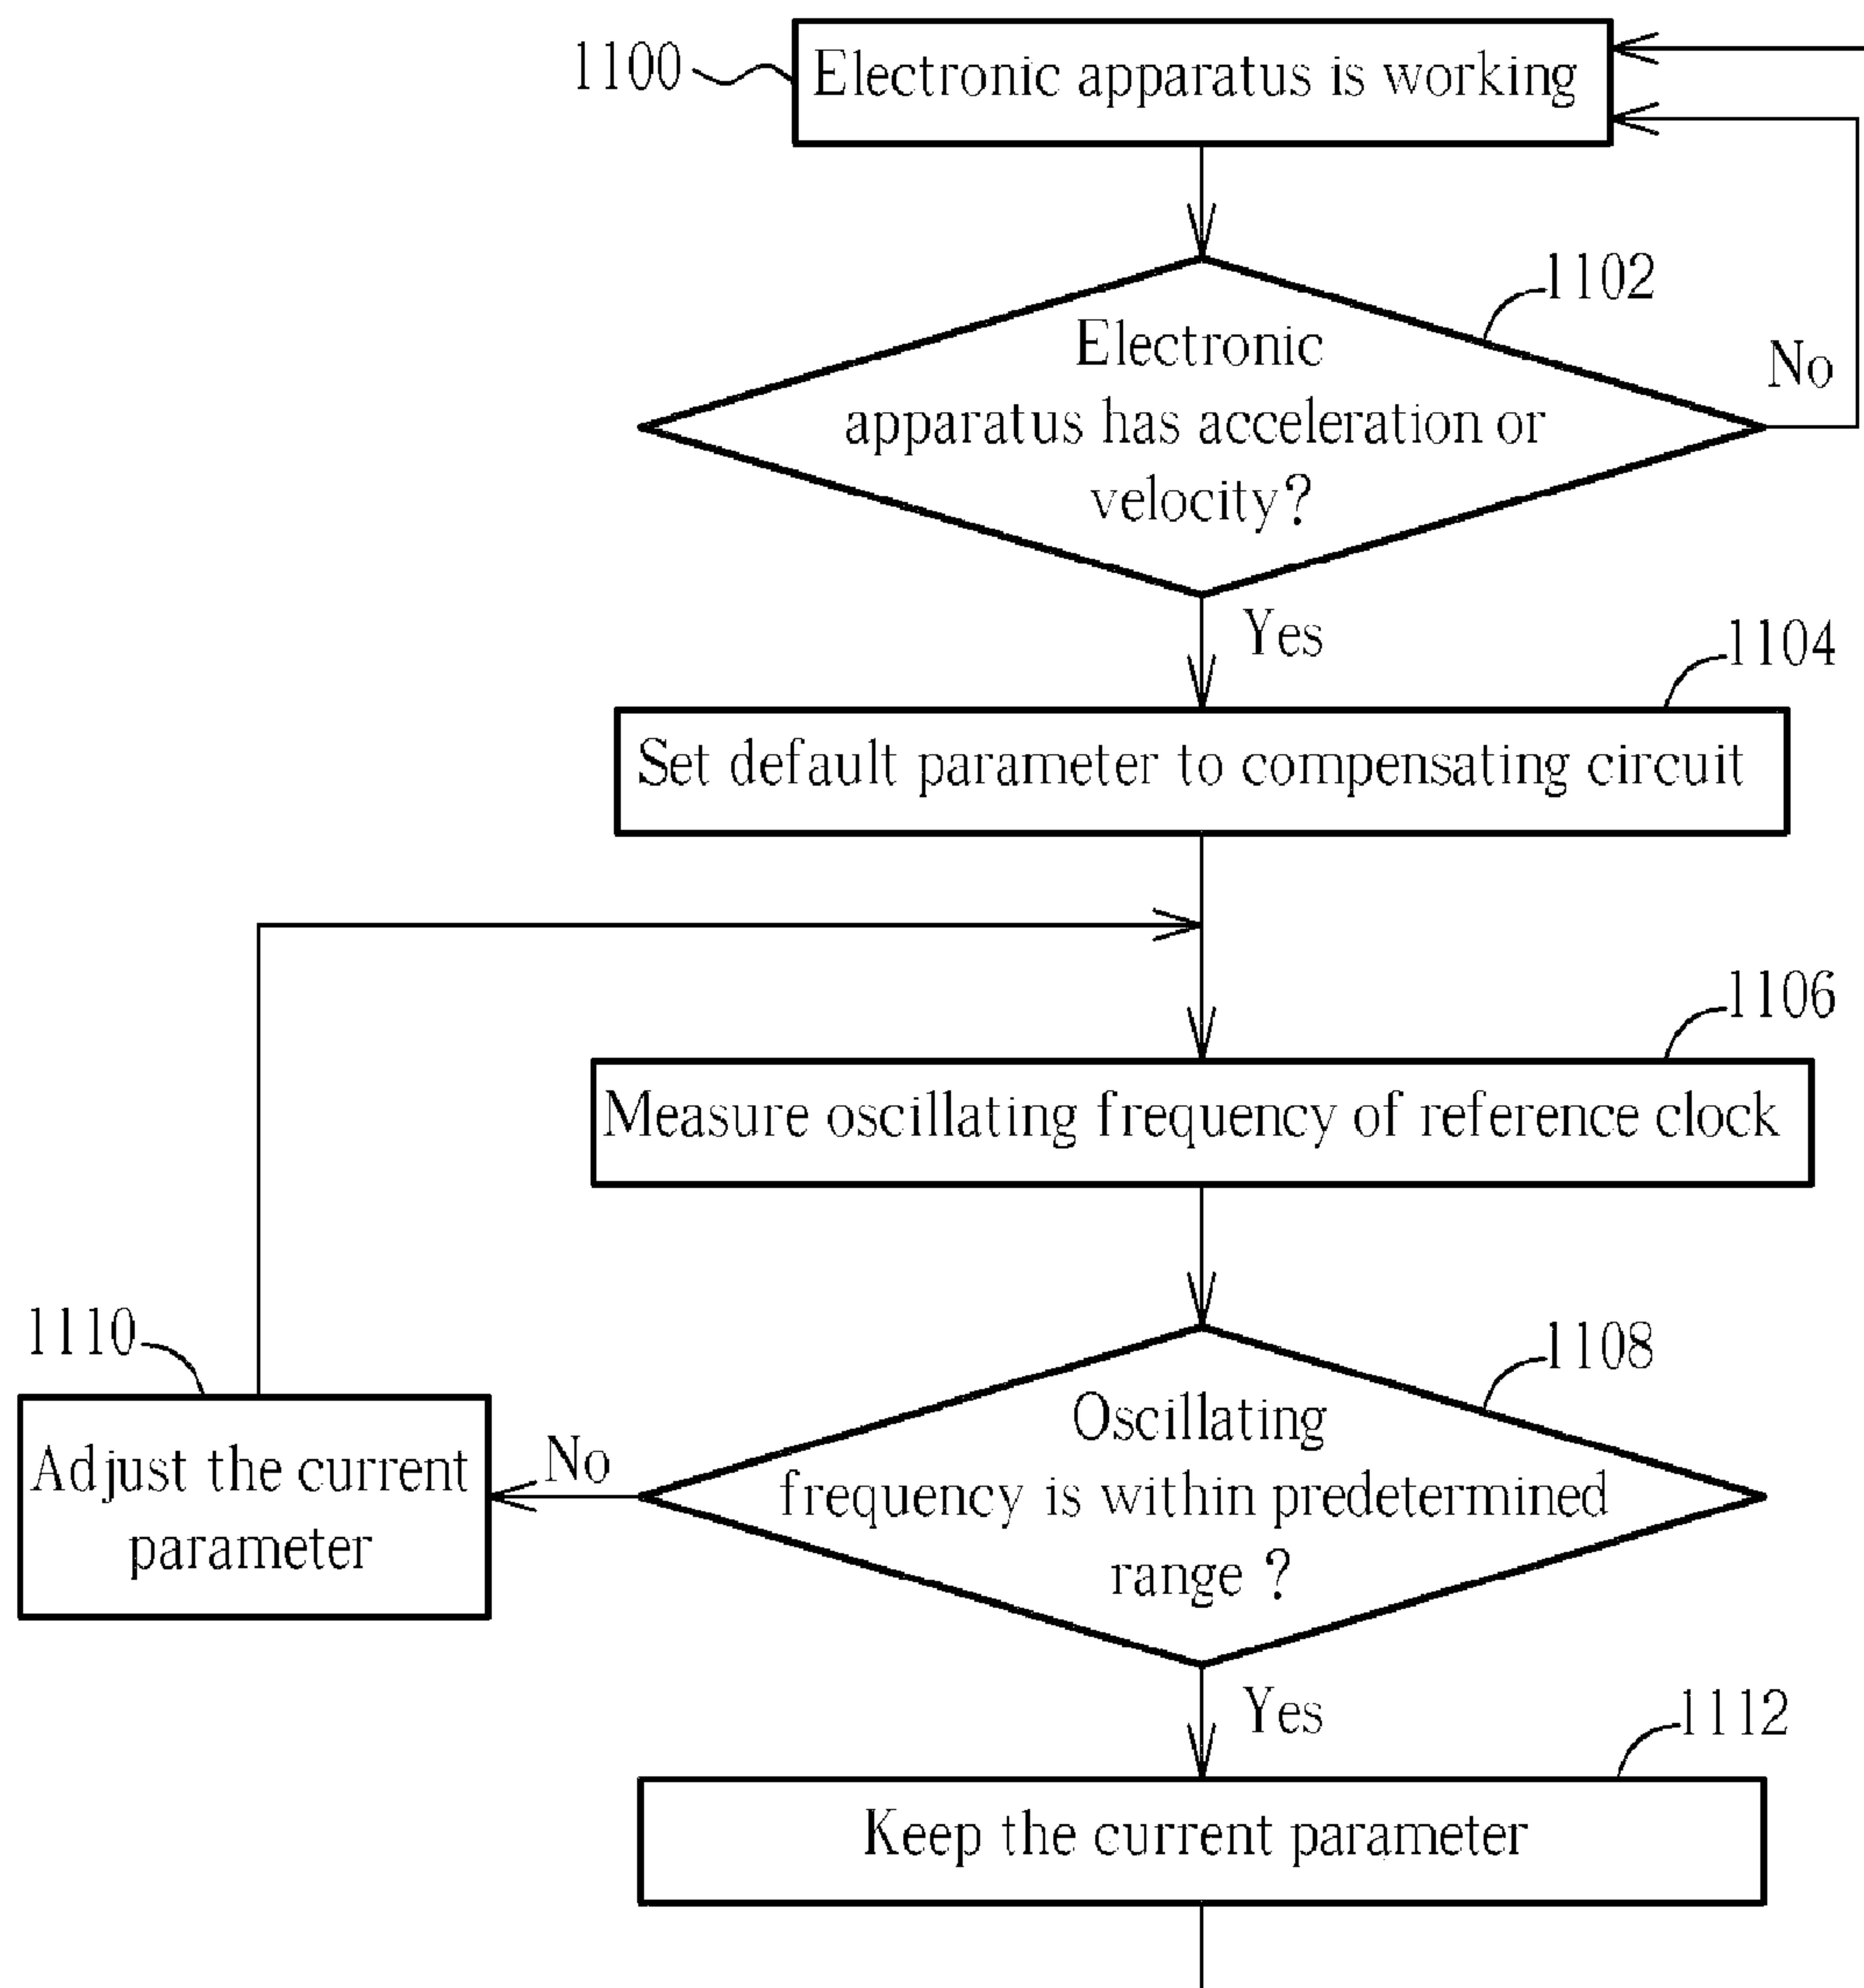 1100
Electronic apparatus is working
1102
Electronic
apparatus has acceleration or
velocity?
No
Yes
1104
Set default parameter to compensating circuit
1106
Measure oscillating frequency of reference clock
1110
1108
Adjust the current
parameter
No
Oscillating
frequency is within predetermined
range ?
Yes
1112
Keep the current parameter